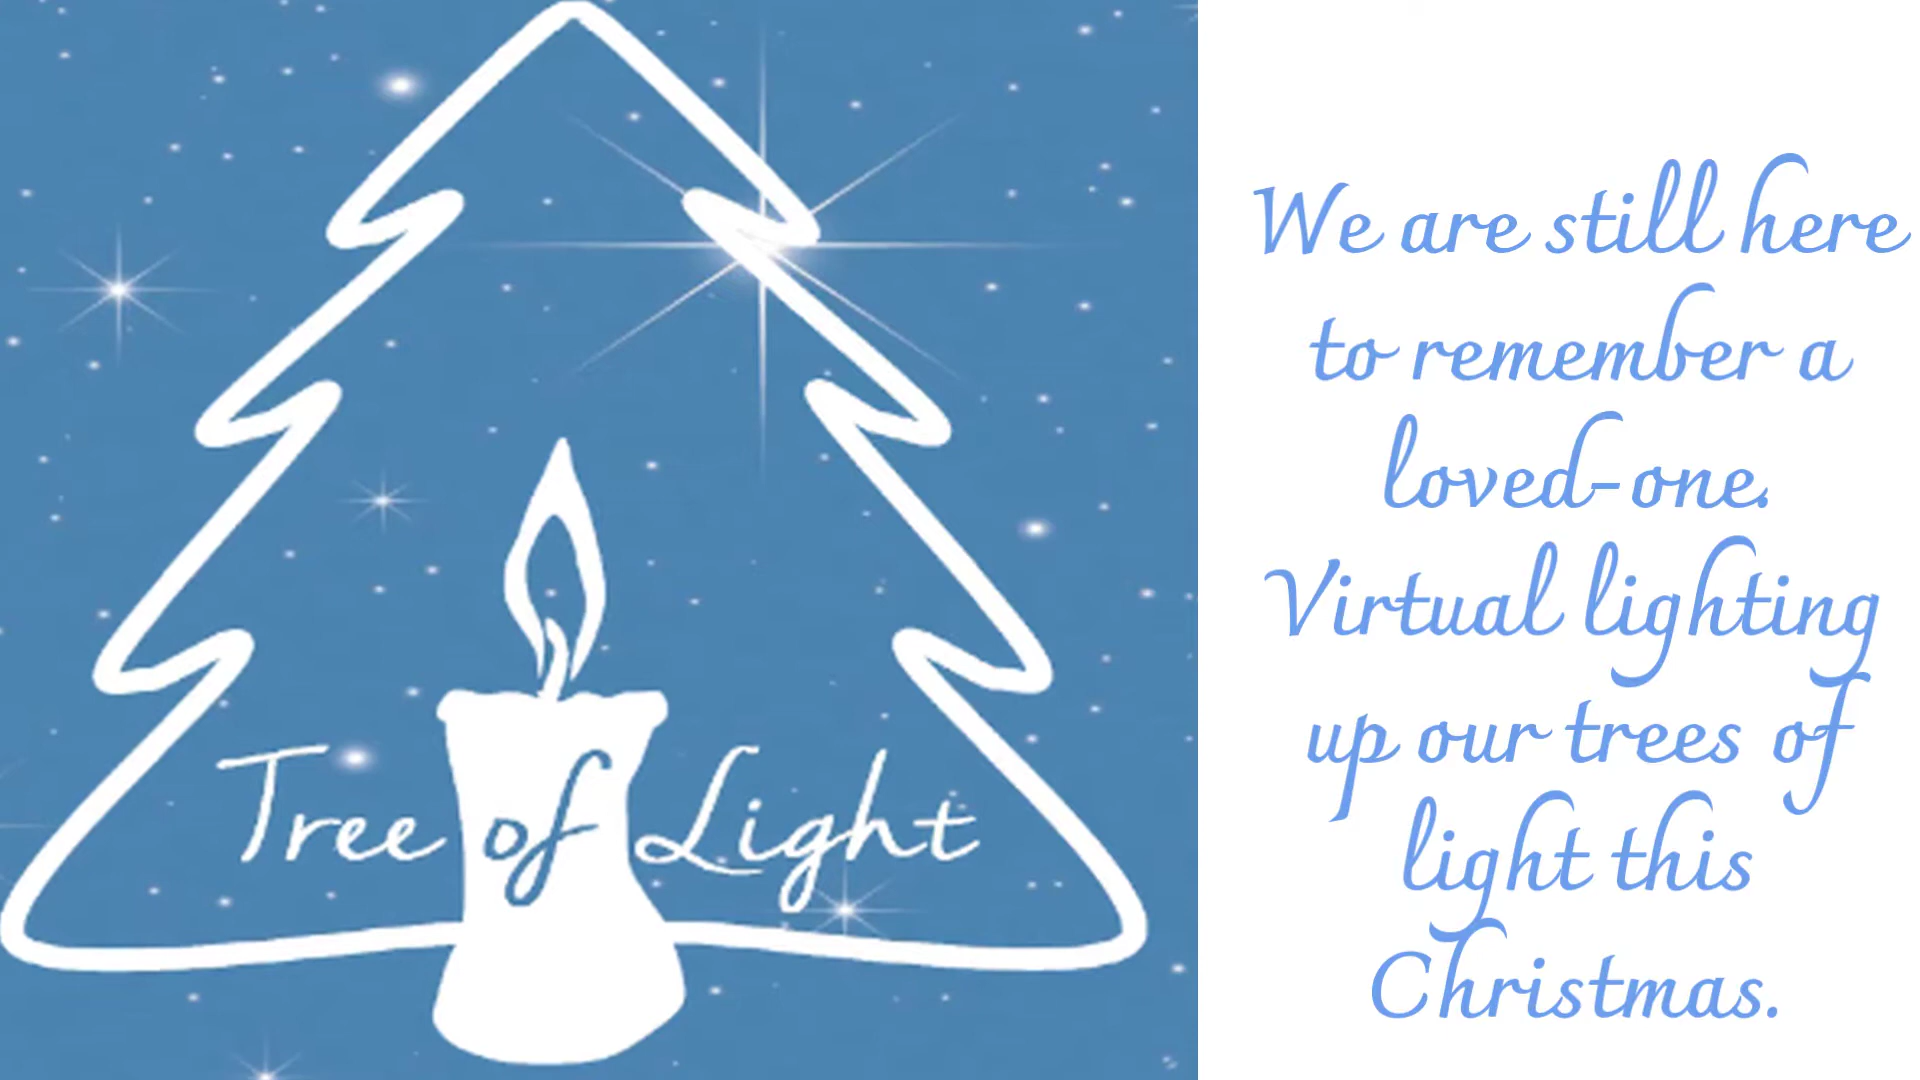 Tree of Light
We are still here
to remember a
loved-one.
Virtual lighting
up our trees of
light this
Christmas.